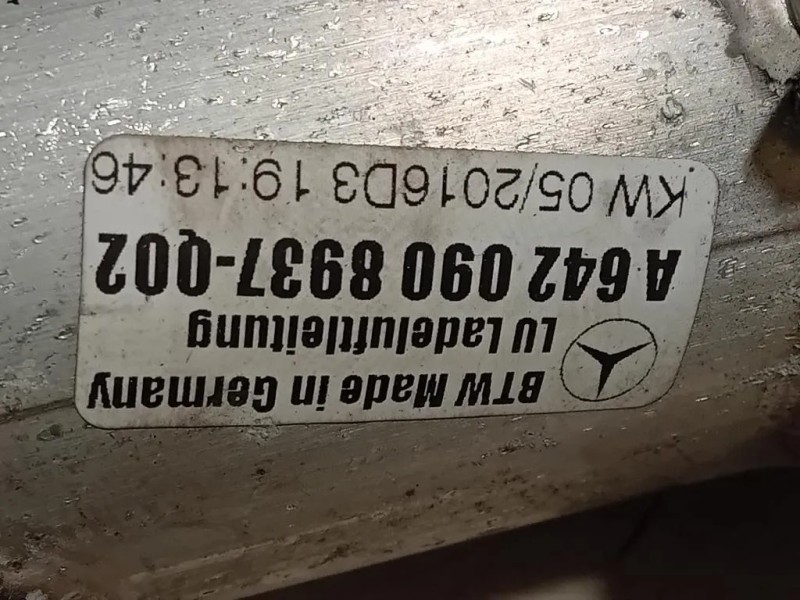 BTW Made in Germany
LU Ladeluftleitung
A 642 090 8937-Q02
KW 05/2016D3 19:13:46